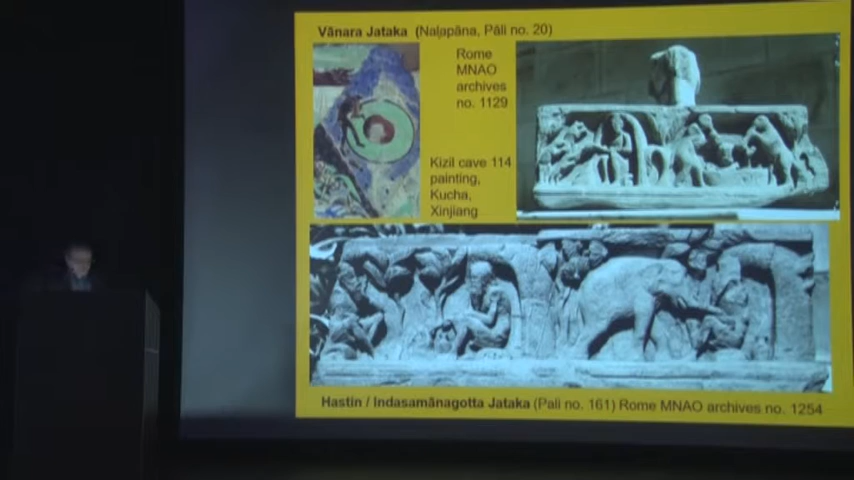 Vānara Jataka (Naḷapāna, Pāli no. 20)
Rome
MNAO
archives
no. 1129
Kizil cave 114
painting,
Kucha,
Xinjiang
Hastin / Indasamānagotta Jataka (Pali no. 161) Rome MNAO archives no. 1254